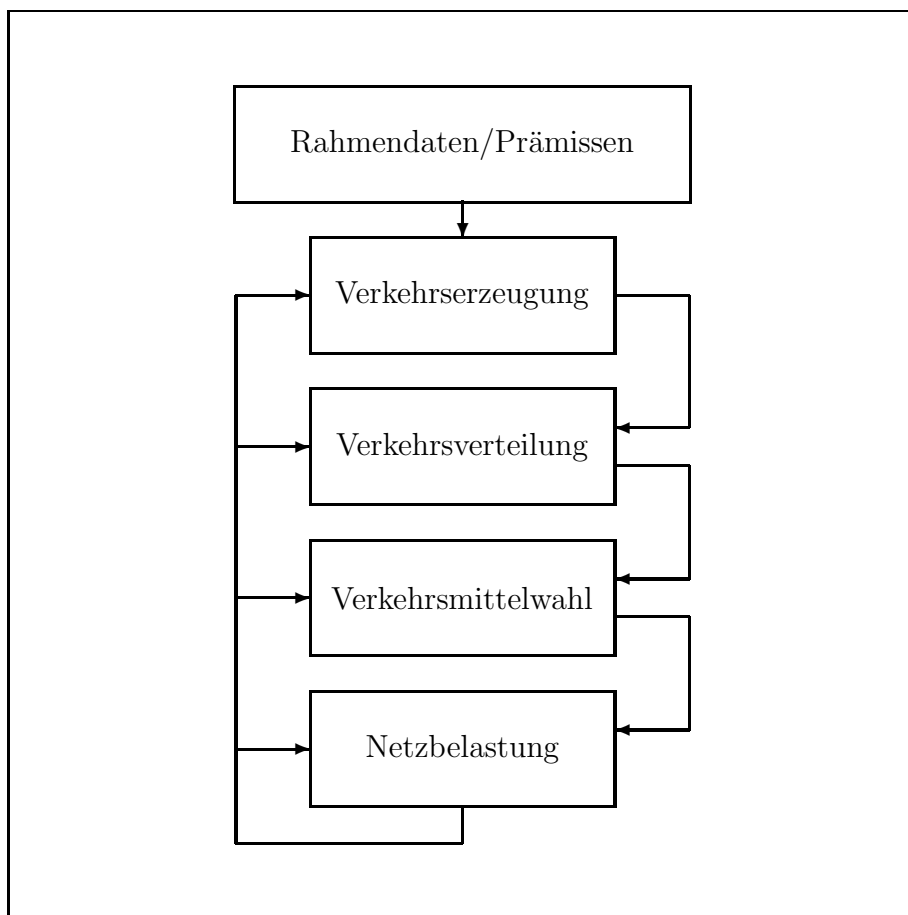 Rahmendaten/Prämissen
Verkehrserzeugung
Verkehrsverteilung
Verkehrsmittelwahl
Netzbelastung